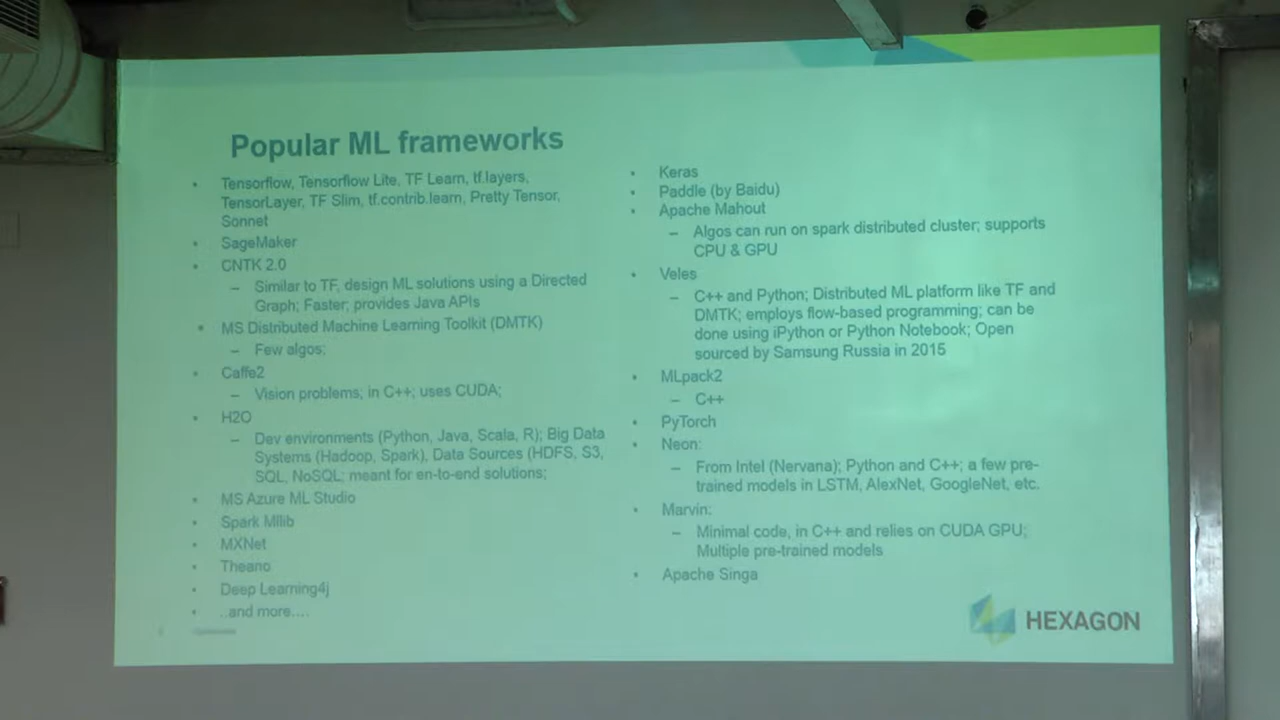 Popular ML frameworks
• Tensorflow, Tensorflow Lite, TF Learn, tf.layers,
TensorLayer, TF Slim, tf.contrib.learn, Pretty Tensor,
Sonnet
• SageMaker
• CNTK 2.0
– Similar to TF, design ML solutions using a Directed
Graph; Faster; provides Java APIs
• MS Distributed Machine Learning Toolkit (DMTK)
– Few algos;
• Caffe2
– Vision problems; in C++; uses CUDA;
• H2O
– Dev environments (Python, Java, Scala, R); Big Data
Systems (Hadoop, Spark), Data Sources (HDFS, S3,
SQL, NoSQL; meant for en-to-end solutions;
• MS Azure ML Studio
• Spark Mllib
• MXNet
• Theano
• Deep Learning4j
• ..and more....
• Keras
• Paddle (by Baidu)
• Apache Mahout
– Algos can run on spark distributed cluster; supports
CPU & GPU
• Veles
– C++ and Python; Distributed ML platform like TF and
DMTK; employs flow-based programming; can be
done using iPython or Python Notebook; Open
sourced by Samsung Russia in 2015
• MLpack2
– C++
• PyTorch
• Neon:
– From Intel (Nervana); Python and C++; a few pre-
trained models in LSTM, AlexNet, GoogleNet, etc.
• Marvin:
– Minimal code, in C++ and relies on CUDA GPU;
Multiple pre-trained models
• Apache Singa
HEXAGON